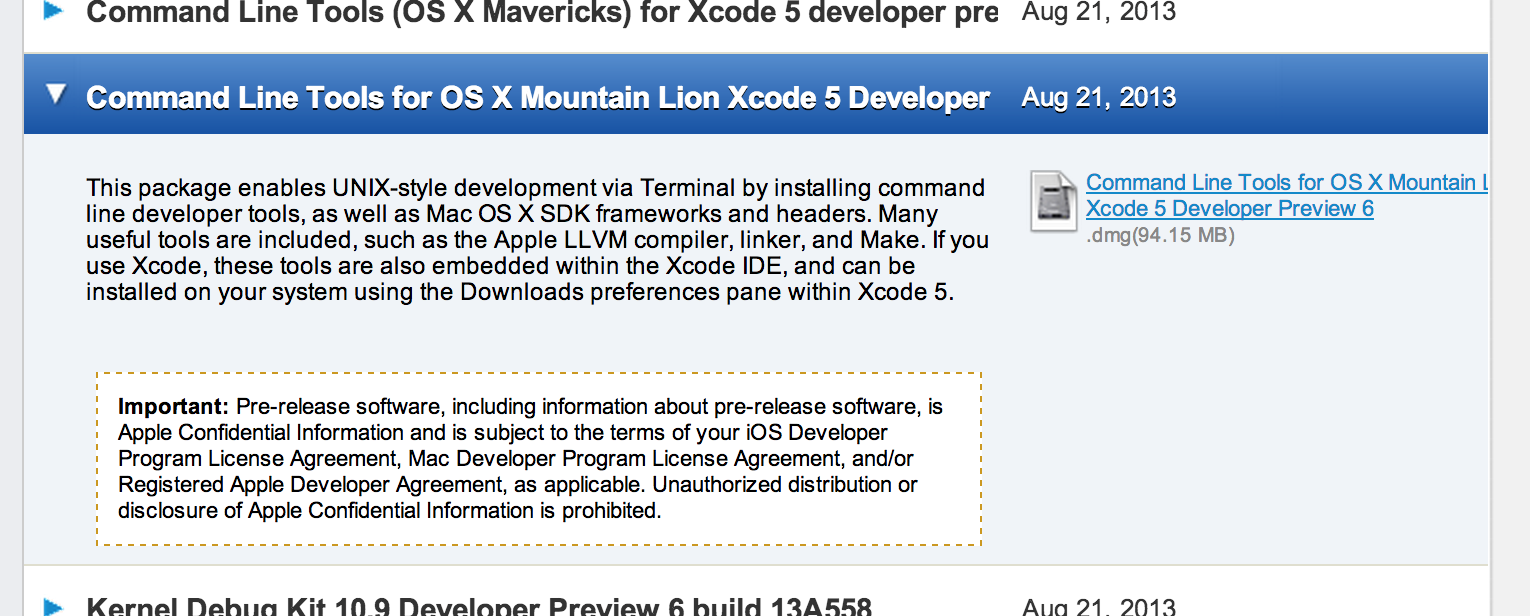 Command Line Tools (OS X Mavericks) for Xcode 5 developer pre Aug 21, 2013
Command Line Tools for OS X Mountain Lion Xcode 5 Developer Aug 21, 2013
This package enables UNIX-style development via Terminal by installing command
line developer tools, as well as Mac OS X SDK frameworks and headers. Many
useful tools are included, such as the Apple LLVM compiler, linker, and Make. If you
use Xcode, these tools are also embedded within the Xcode IDE, and can be
installed on your system using the Downloads preferences pane within Xcode 5.
Command Line Tools for OS X Mountain L
Xcode 5 Developer Preview 6
.dmg(94.15 MB)
Important: Pre-release software, including information about pre-release software, is
Apple Confidential Information and is subject to the terms of your iOS Developer
Program License Agreement, Mac Developer Program License Agreement, and/or
Registered Apple Developer Agreement, as applicable. Unauthorized distribution or
disclosure of Apple Confidential Information is prohibited.
Kernel Debug Kit 10.9 Developer Preview 6 build 13A558 Aug 21, 2013